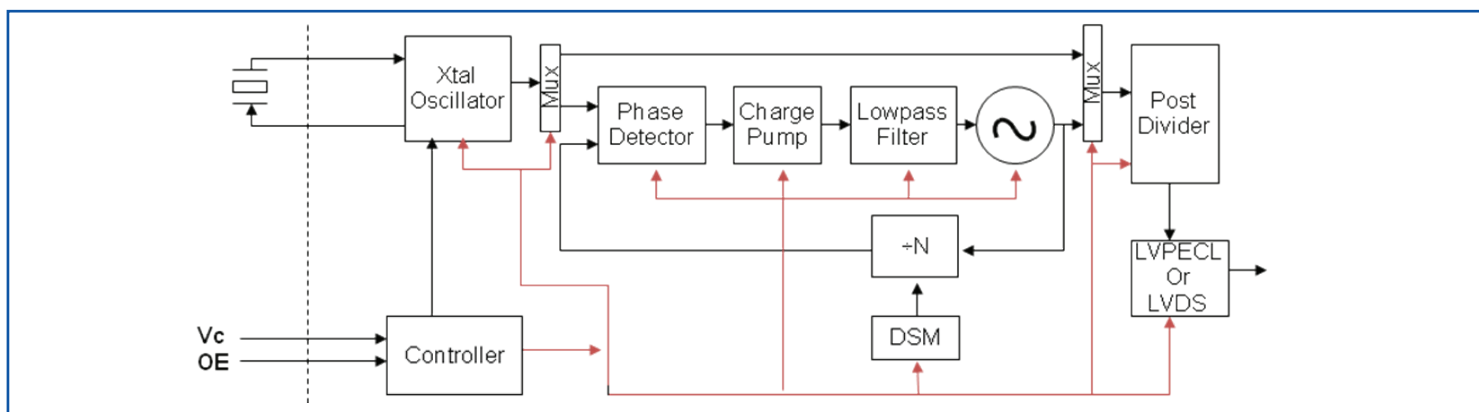 Xtal
Oscillator
Mux
Phase
Detector
Charge
Pump
Lowpass
Filter
Mux
Post
Divider
÷N
LVPECL
Or
LVDS
DSM
Vc
OE
Controller